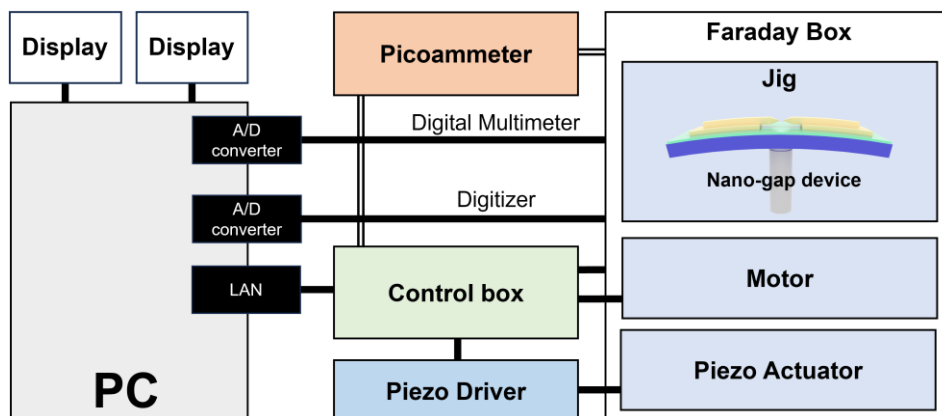 Display
Display
Picoammeter
Faraday Box
Jig
A/D
converter
Digital Multimeter
Nano-gap device
A/D
converter
Digitizer
LAN
Control box
Motor
PC
Piezo Driver
Piezo Actuator